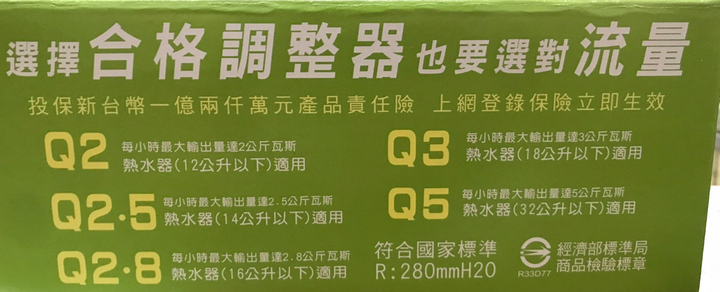 選擇合格調整器也要選對流量
投保新台幣一億兩仟萬元產品責任險 上網登錄保險立即生效
Q2 每小時最大輸出量達2公斤瓦斯
熱水器(12公升以下)適用
Q3 每小時最大輸出量達3公斤瓦斯
熱水器(18公升以下)適用
Q2.5 每小時最大輸出量達2.5公斤瓦斯
熱水器(14公升以下)適用
Q5 每小時最大輸出量達5公斤瓦斯
熱水器(32公升以下)適用
Q2.8 每小時最大輸出量達2.8公斤瓦斯
熱水器(16公升以下)適用
符合國家標準
R:280mmH20
R33D77
經濟部標準局
商品檢驗標章